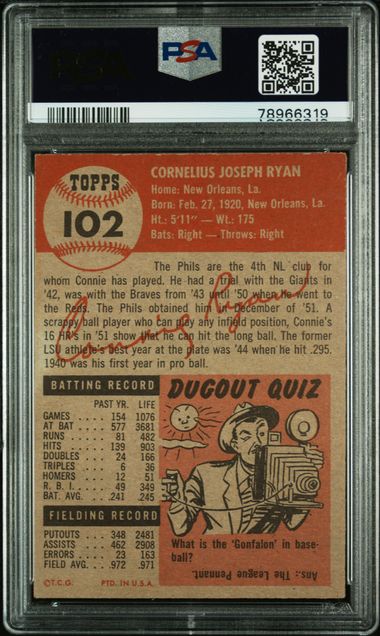 PSA
PSA
78966319
TOPPS
102
CORNELIUS JOSEPH RYAN
Home: New Orleans, La.
Born: Feb. 27, 1920, New Orleans, La.
Ht.: 5'11" — Wt.: 175
Bats: Right — Throws: Right
The Phils are the 4th NL club for
whom Connie has played. He had a trial with the Giants in
'42, was with the Braves from '43 until '50 when he went to
the Reds. The Phils obtained him in December of '51. A
scrappy ball player who can play any infield position, Connie's
16 HR's in '51 show that he can hit the long ball. The former
LSU athlete's best year at the plate was '44 when he hit .295.
1940 was his first year in pro ball.
BATTING RECORD
PAST YR. LIFE
GAMES 154 1076
AT BAT 577 3681
RUNS 81 482
HITS 139 903
DOUBLES 24 166
TRIPLES 6 36
HOMERS 12 51
R. B. I. 49 349
BAT. AVG. .241 .245
FIELDING RECORD
PUTOUTS 348 2481
ASSISTS 462 2908
ERRORS 23 163
FIELD AVG. .972 .971
©T.C.G. PTD. IN U.S.A.
DUGOUT QUIZ
What is the 'Gonfalon' in base-
ball?
Ans.: The League Pennant.
PSA